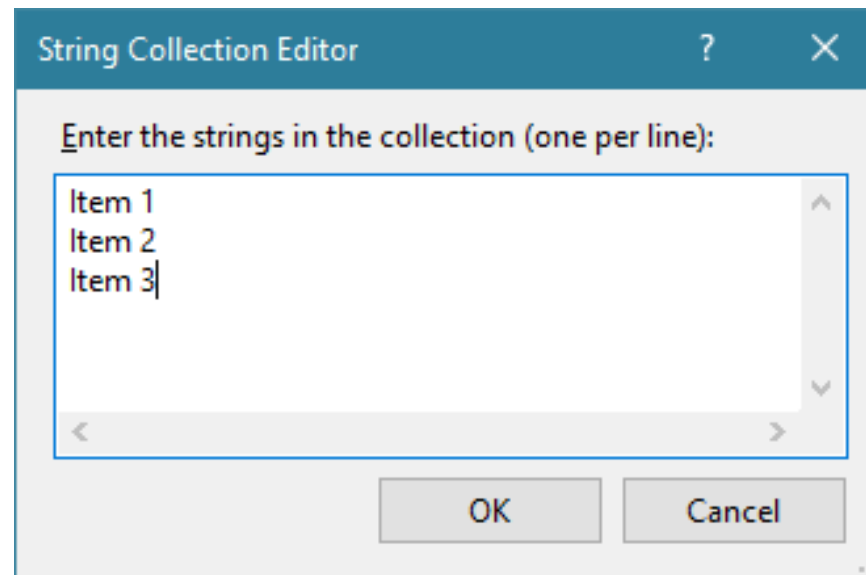 String Collection Editor ?
Enter the strings in the collection (one per line):
Item 1
Item 2
Item 3
OK Cancel